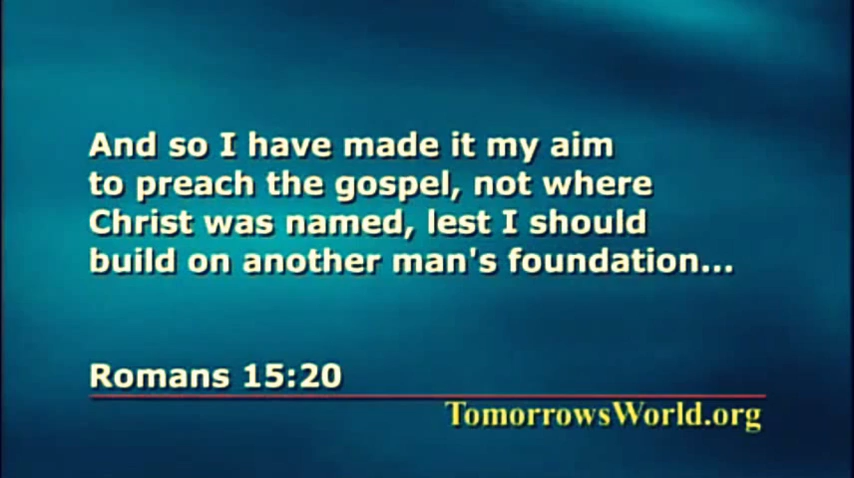 And so I have made it my aim
to preach the gospel, not where
Christ was named, lest I should
build on another man's foundation...
Romans 15:20
TomorrowsWorld.org